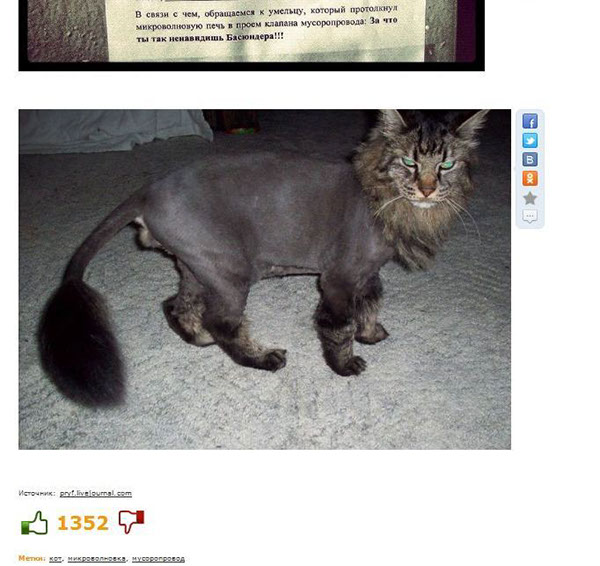 В связи с чем, обращаемся к умельцу, который протолкнул
микроволновую печь в проем клапана мусоропровода: За что
ты так ненавидишь Басюндера!!!
f
B
Источник: pryf.livejournal.com
1352
Метки: кот, микроволновка, мусоропровод